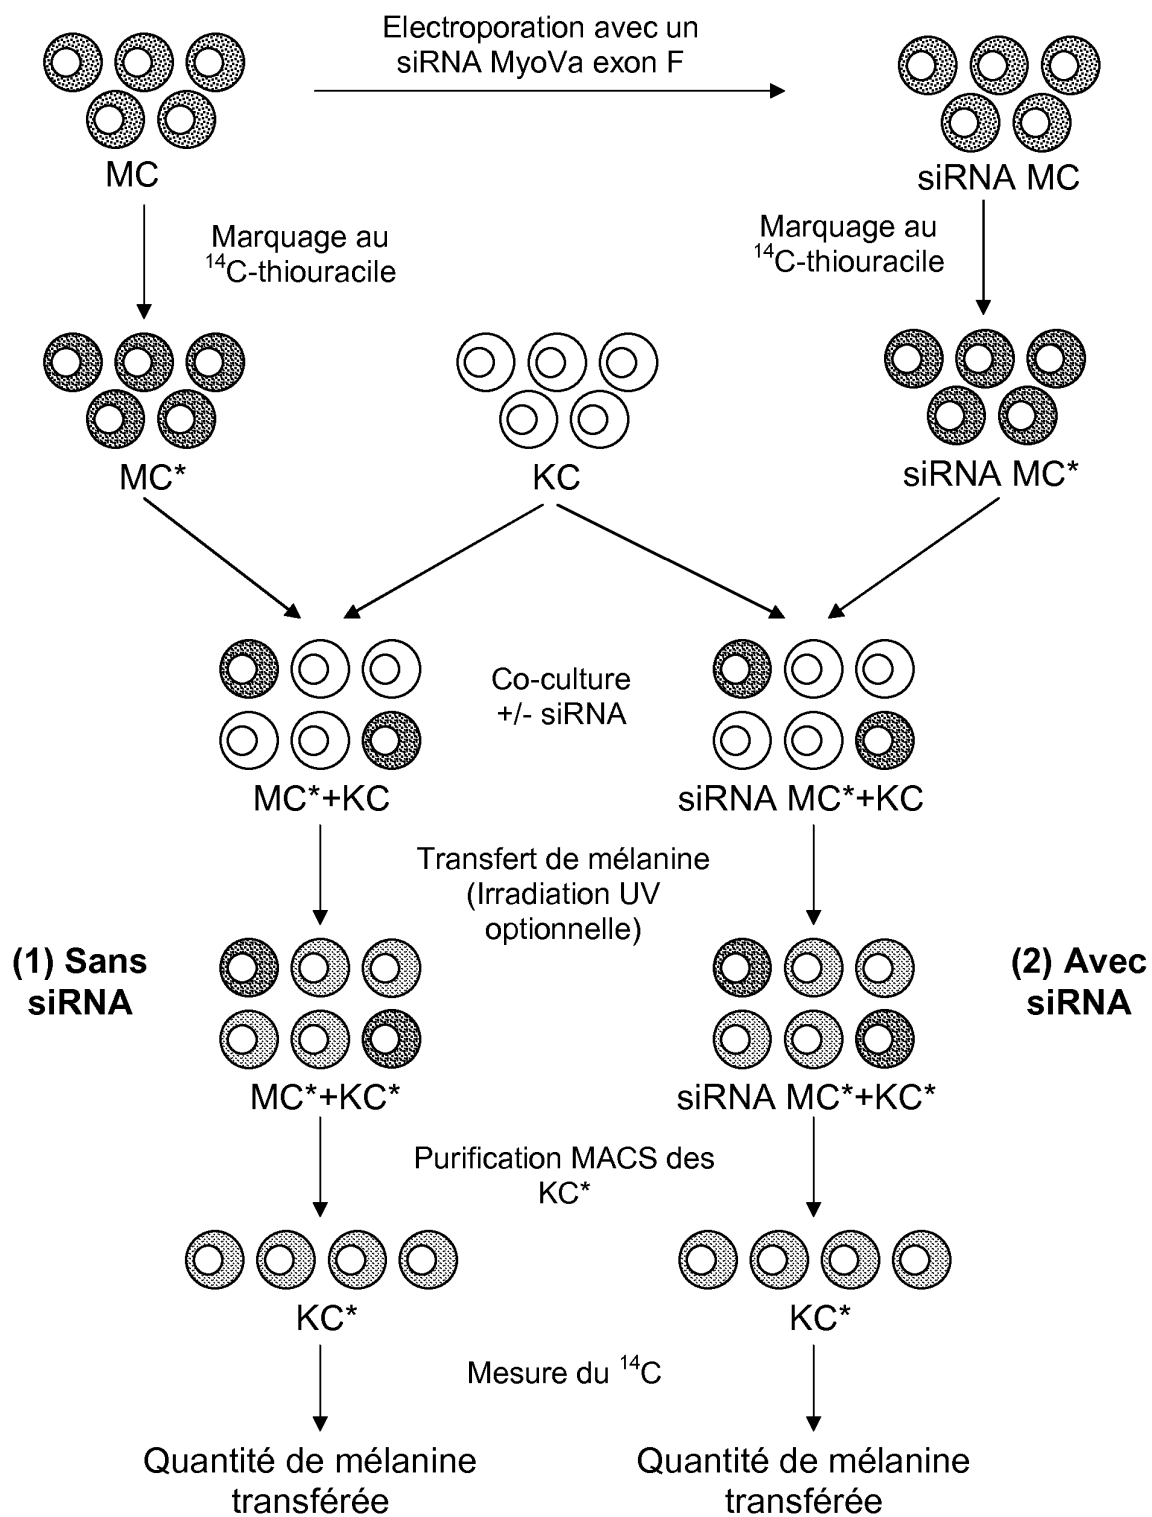 Electroporation avec un
siRNA MyoVa exon F
MC
siRNA MC
Marquage au
¹⁴C-thiouracile
Marquage au
¹⁴C-thiouracile
MC*
KC
siRNA MC*
Co-culture
+/- siRNA
MC*+KC
siRNA MC*+KC
Transfert de mélanine
(Irradiation UV
optionnelle)
(1) Sans
siRNA
(2) Avec
siRNA
MC*+KC*
siRNA MC*+KC*
Purification MACS des
KC*
KC*
KC*
Mesure du ¹⁴C
Quantité de mélanine
transférée
Quantité de mélanine
transférée